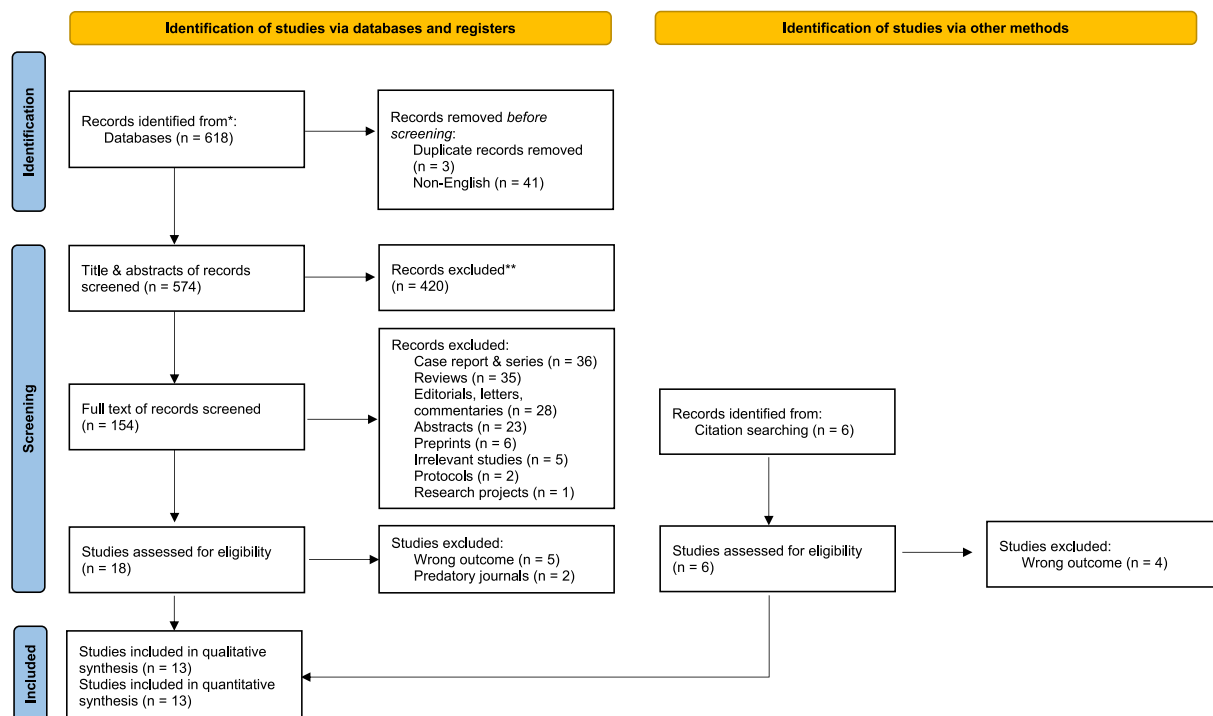 Identification of studies via databases and registers
Identification of studies via other methods
Identification
Records identified from*:
Databases (n = 618)
Records removed before
screening:
Duplicate records removed
(n = 3)
Non-English (n = 41)
Screening
Title & abstracts of records
screened (n = 574)
Records excluded**
(n = 420)
Full text of records screened
(n = 154)
Records excluded:
Case report & series (n = 36)
Reviews (n = 35)
Editorials, letters,
commentaries (n = 28)
Abstracts (n = 23)
Preprints (n = 6)
Irrelevant studies (n = 5)
Protocols (n = 2)
Research projects (n = 1)
Records identified from:
Citation searching (n = 6)
Studies assessed for eligibility
(n = 18)
Studies excluded:
Wrong outcome (n = 5)
Predatory journals (n = 2)
Studies assessed for eligibility
(n = 6)
Studies excluded:
Wrong outcome (n = 4)
Included
Studies included in qualitative
synthesis (n = 13)
Studies included in quantitative
synthesis (n = 13)